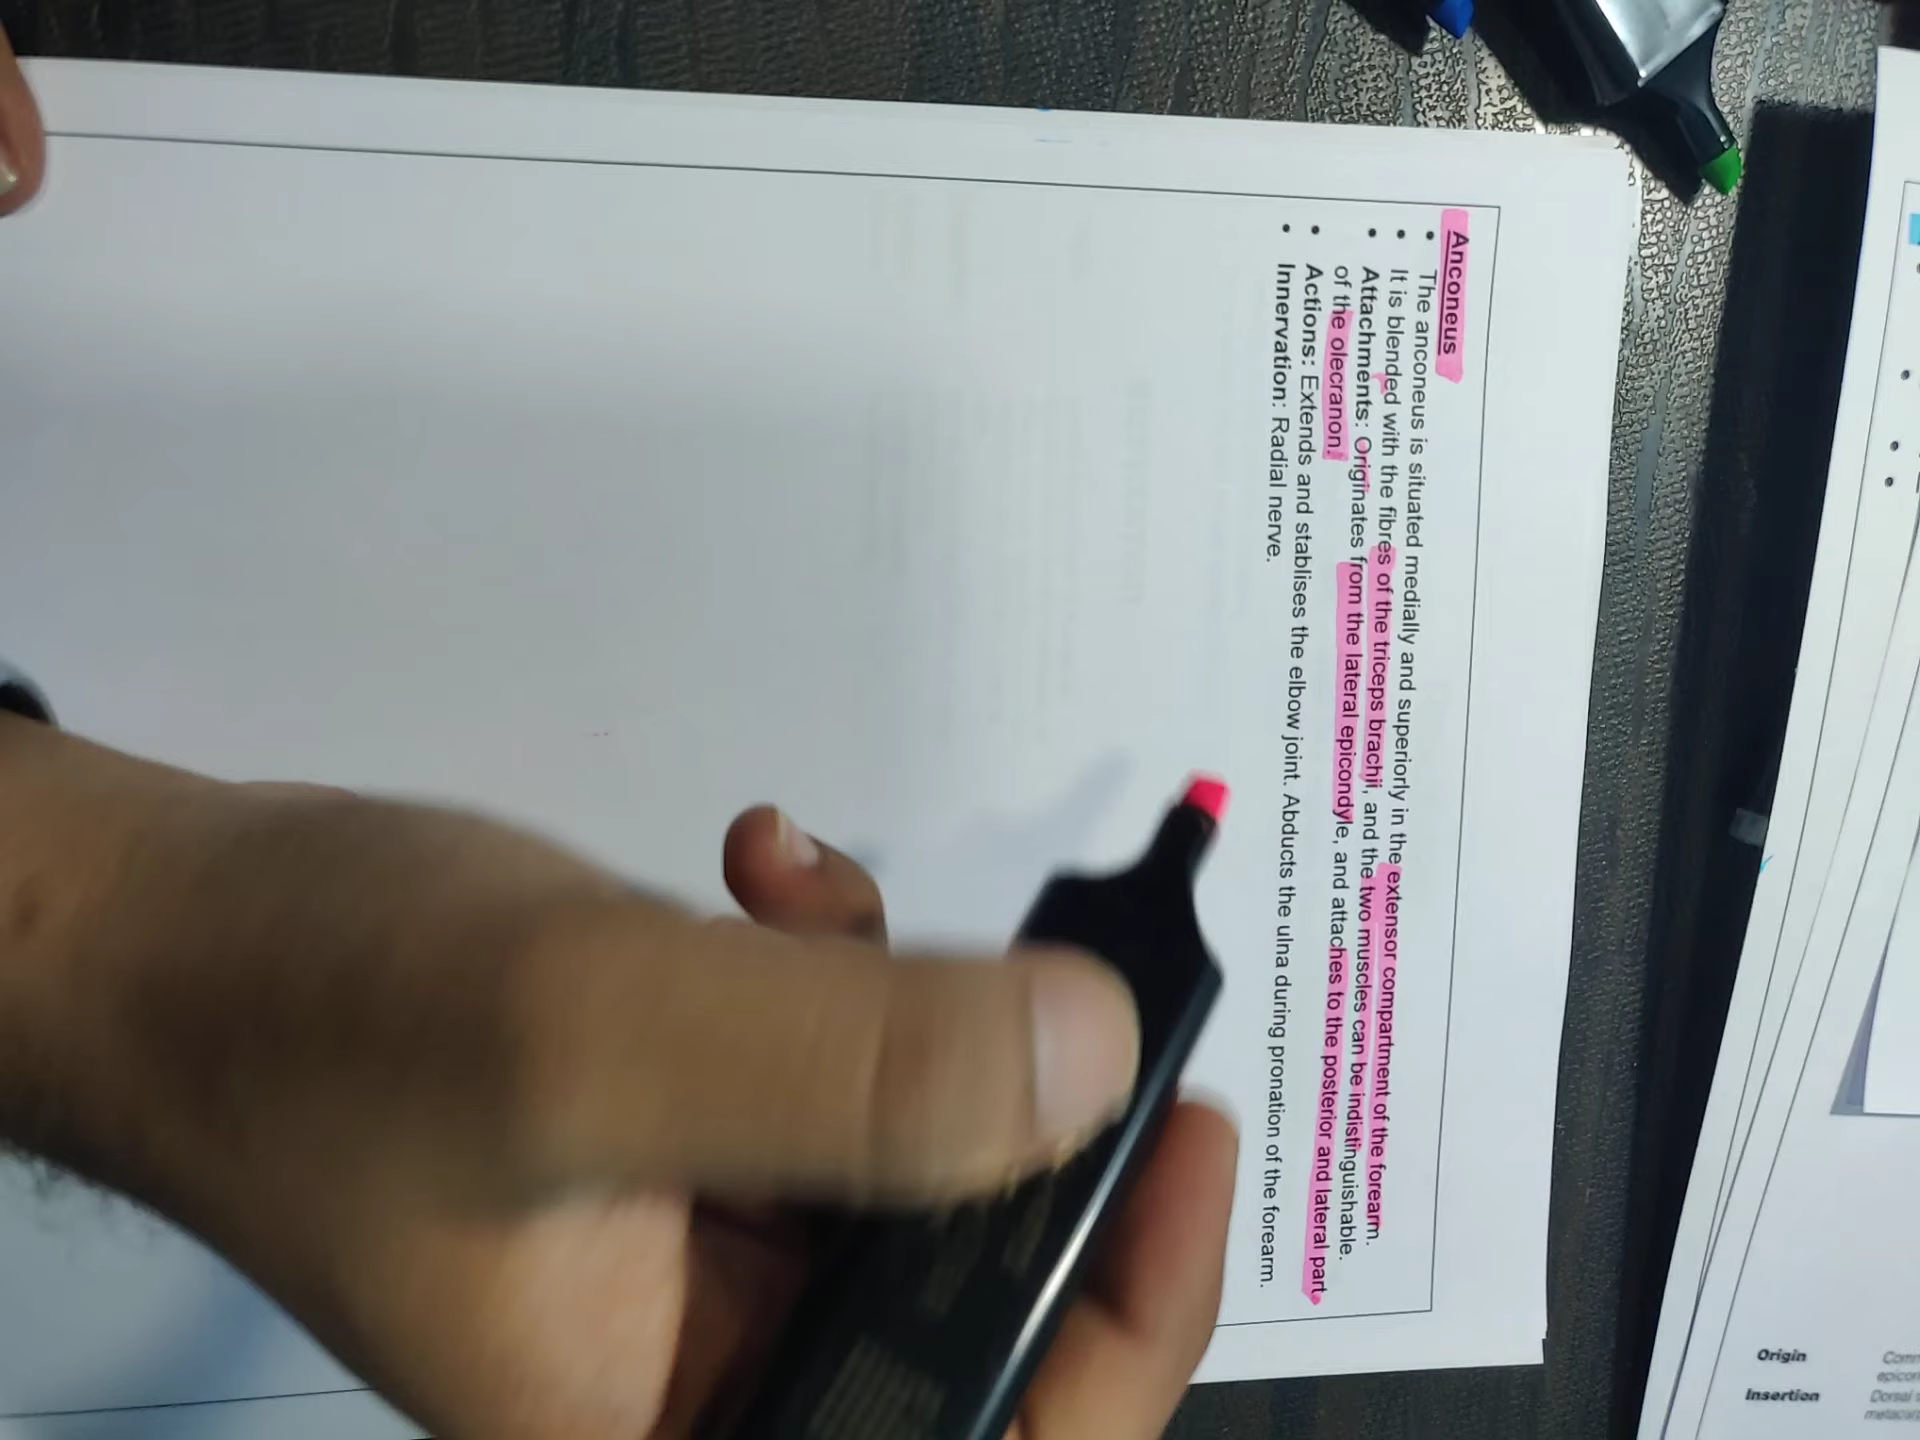 Anconeus
• The anconeus is situated medially and superiorly in the extensor compartment of the forearm.
• It is blended with the fibres of the triceps brachii, and the two muscles can be indistinguishable.
• Attachments: Originates from the lateral epicondyle, and attaches to the posterior and lateral part
of the olecranon.
• Actions: Extends and stablises the elbow joint. Abducts the ulna during pronation of the forearm.
• Innervation: Radial nerve.
Origin
Insertion
Dorsal